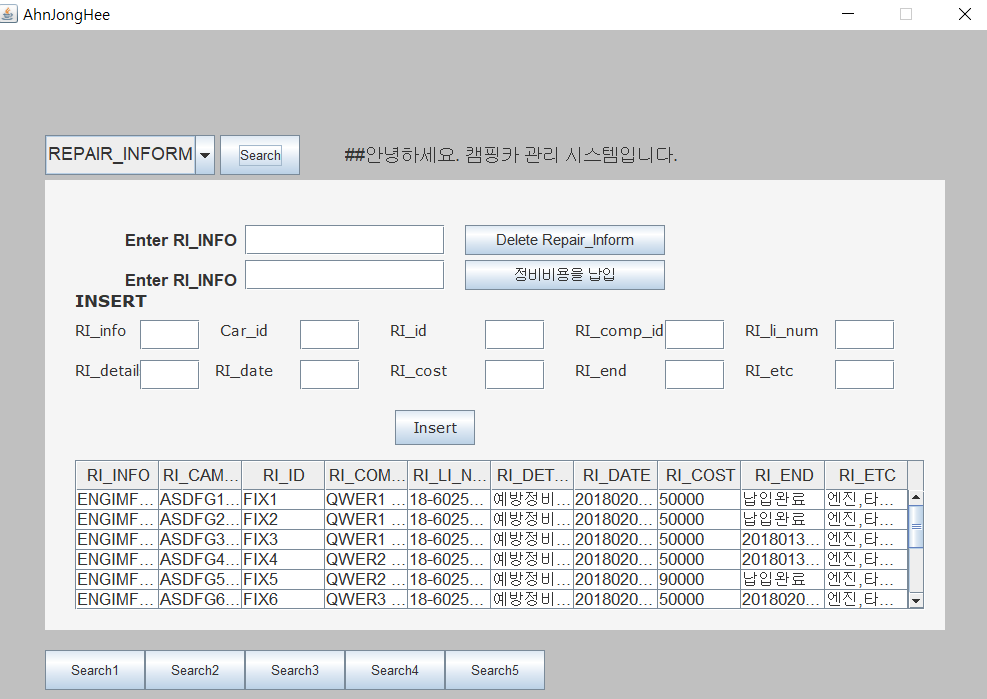 AhnJongHee
REPAIR_INFORM Search ##안녕하세요. 캠핑카 관리 시스템입니다.
Enter RI_INFO Delete Repair_Inform
Enter RI_INFO 정비비용을 납입
INSERT
RI_info Car_id RI_id RI_comp_id RI_li_num
RI_detail RI_date RI_cost RI_end RI_etc
Insert
RI_INFO RI_CAM... RI_ID RI_COM... RI_LI_N... RI_DET... RI_DATE RI_COST RI_END RI_ETC
ENGIMF... ASDFG1... FIX1 QWER1 ... 18-6025... 예방정비... 2018020... 50000 납입완료 엔진,타...
ENGIMF... ASDFG2... FIX2 QWER1 ... 18-6025... 예방정비... 2018020... 50000 납입완료 엔진,타...
ENGIMF... ASDFG3... FIX3 QWER1 ... 18-6025... 예방정비... 2018020... 50000 2018013... 엔진,타...
ENGIMF... ASDFG4... FIX4 QWER2 ... 18-6025... 예방정비... 2018020... 50000 2018013... 엔진,타...
ENGIMF... ASDFG5... FIX5 QWER2 ... 18-6025... 예방정비... 2018020... 90000 납입완료 엔진,타...
ENGIMF... ASDFG6... FIX6 QWER3 ... 18-6025... 예방정비... 2018020... 50000 2018020... 엔진,타...
Search1 Search2 Search3 Search4 Search5